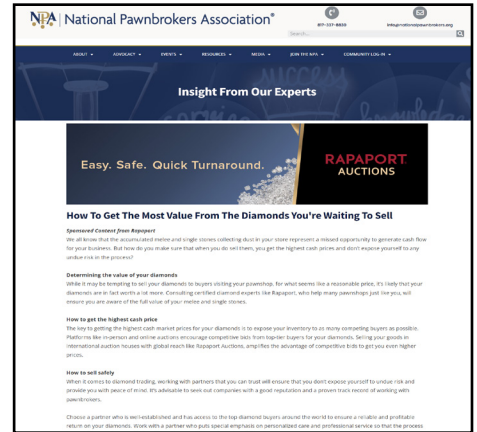 NPA National Pawnbrokers Association®
817-337-8830
info@nationalpawnbrokers.org
Search...
ABOUT
ADVOCACY
EVENTS
RESOURCES
MEDIA
JOIN THE NPA
COMMUNITY LOG-IN
Insight From Our Experts
Easy. Safe. Quick Turnaround.
RAPAPORT
AUCTIONS
How To Get The Most Value From The Diamonds You're Waiting To Sell
Sponsored Content from Rapaport
We all know that the accumulated melee and single stones collecting dust in your store represent a missed opportunity to generate cash flow
for your business. But how do you make sure that when you do sell them, you get the highest cash prices and don't expose yourself to any
undue risk in the process?
Determining the value of your diamonds
While it may be tempting to sell your diamonds to buyers visiting your pawnshop, for what seems like a reasonable price, it's likely that your
diamonds are in fact worth a lot more. Consulting certified diamond experts like Rapaport, who help many pawnshops just like you, will
ensure you are aware of the full value of your melee and single stones.
How to get the highest cash price
The key to getting the highest cash market prices for your diamonds is to expose your inventory to as many competing buyers as possible.
Platforms like in-person and online auctions encourage competitive bids from top-tier buyers for your diamonds. Selling your goods in
international auction houses with global reach like Rapaport Auctions, amplifies the advantage of competitive bids to get you even higher
prices.
How to sell safely
When it comes to diamond trading, working with partners that you can trust will ensure that you don't expose yourself to undue risk and
provide you with peace of mind. It's advisable to seek out companies with a good reputation and a proven track record of working with
pawnbrokers.
Choose a partner who is well-established and has access to the top diamond buyers around the world to ensure a reliable and profitable
return on your diamonds. Work with a partner who puts special emphasis on personalized care and professional service so that the process